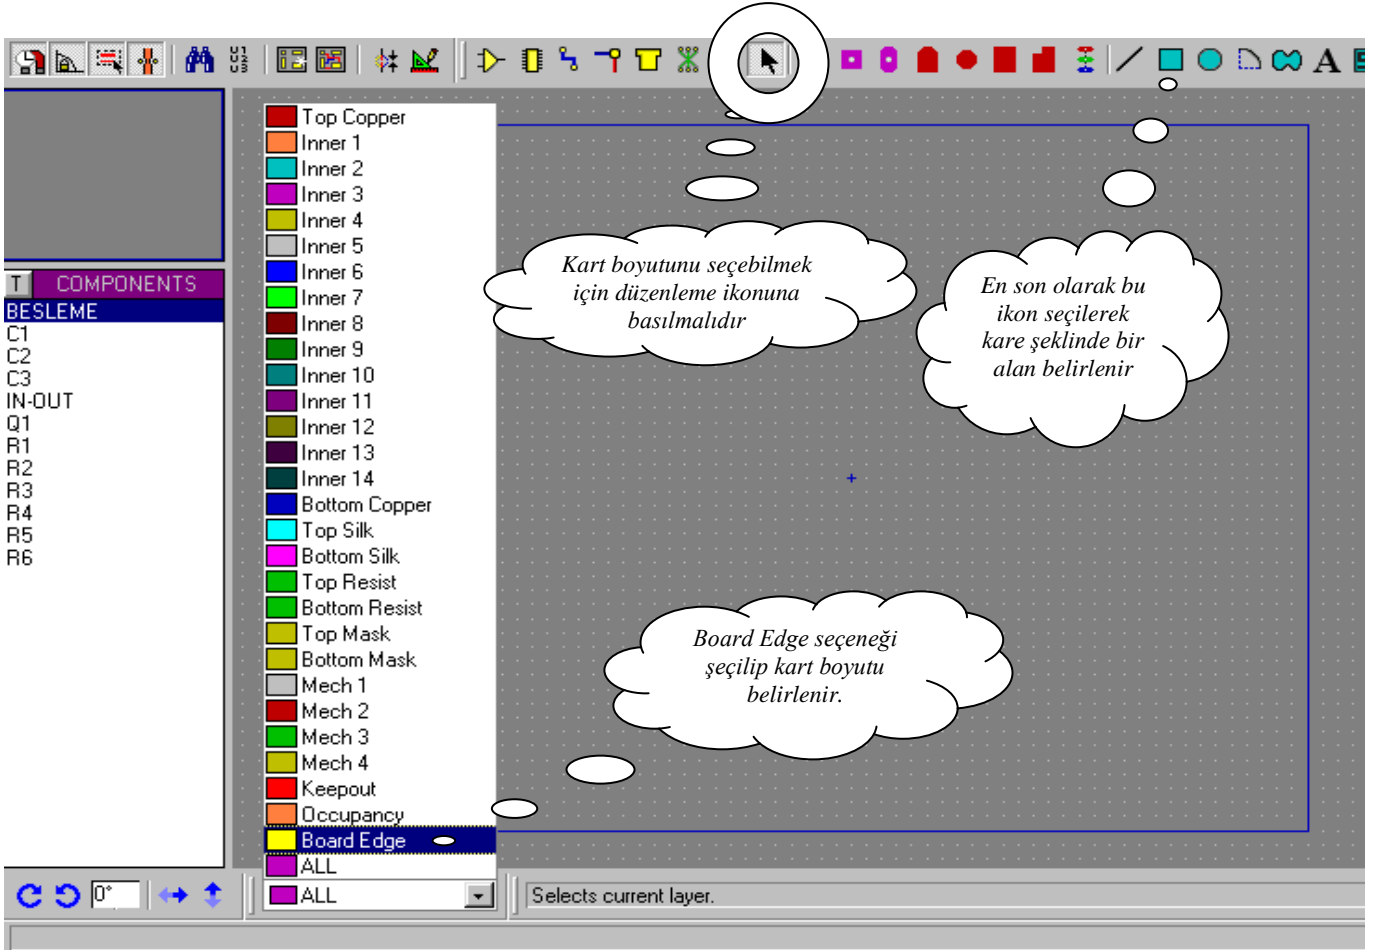 U1
U3
A
Top Copper
Inner 1
Inner 2
Inner 3
Inner 4
Inner 5
Inner 6
Inner 7
Inner 8
Inner 9
Inner 10
Inner 11
Inner 12
Inner 13
Inner 14
Bottom Copper
Top Silk
Bottom Silk
Top Resist
Bottom Resist
Top Mask
Bottom Mask
Mech 1
Mech 2
Mech 3
Mech 4
Keepout
Occupancy
Board Edge
ALL
ALL
T COMPONENTS
BESLEME
C1
C2
C3
IN-OUT
Q1
R1
R2
R3
R4
R5
R6
Kart boyutunu seçebilmek
için düzenleme ikonuna
basılmalıdır
En son olarak bu
ikon seçilerek
kare şeklinde bir
alan belirlenir
Board Edge seçeneği
şeçilip kart boyutu
belirlenir.
0°
Selects current layer.